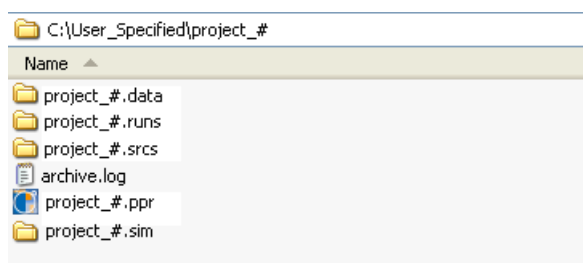 C:\User_Specified\project_#
Name
project_#.data
project_#.runs
project_#.srcs
archive.log
project_#.ppr
project_#.sim